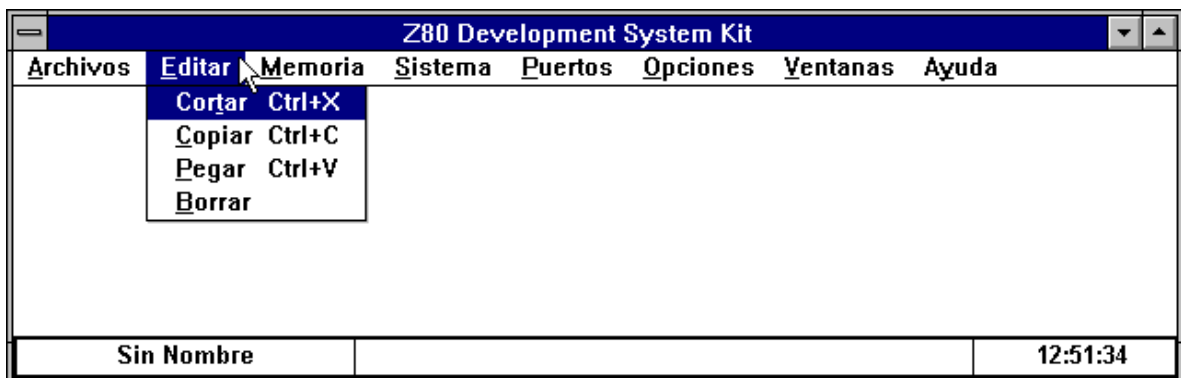 Z80 Development System Kit
Archivos Editar Memoria Sistema Puertos Opciones Ventanas Ayuda
Cortar Ctrl+X
Copiar Ctrl+C
Pegar Ctrl+V
Borrar
Sin Nombre 12:51:34